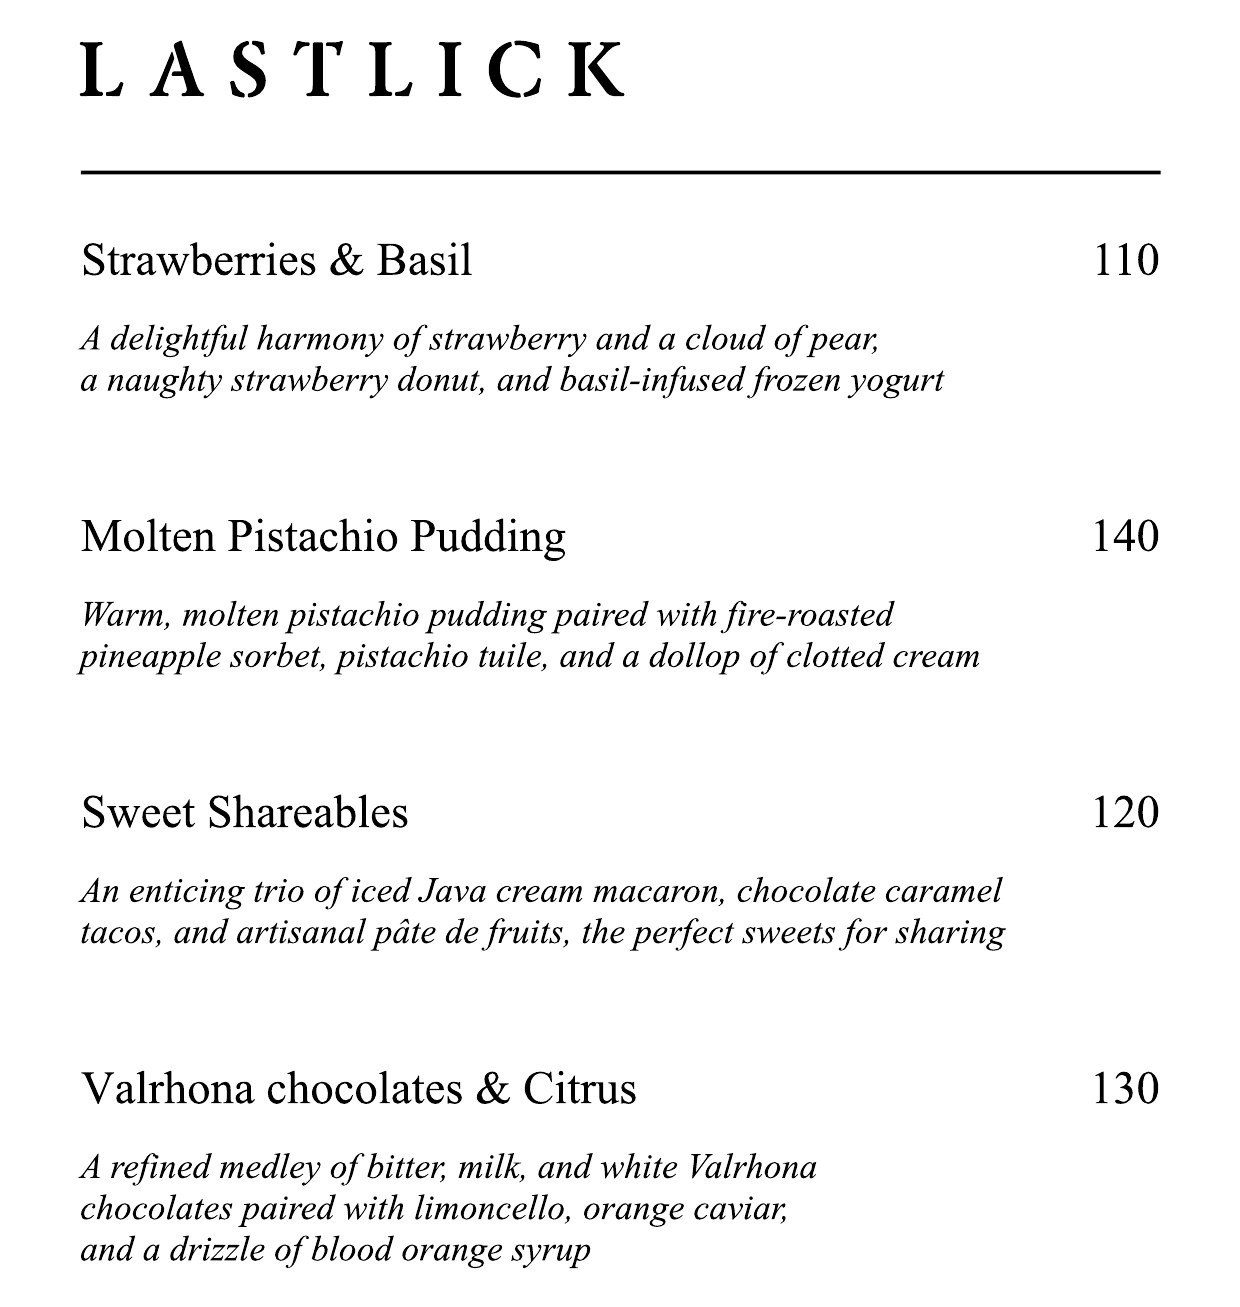 LASTLICK
Strawberries & Basil 110
A delightful harmony of strawberry and a cloud of pear,
a naughty strawberry donut, and basil-infused frozen yogurt
Molten Pistachio Pudding 140
Warm, molten pistachio pudding paired with fire-roasted
pineapple sorbet, pistachio tuile, and a dollop of clotted cream
Sweet Shareables 120
An enticing trio of iced Java cream macaron, chocolate caramel
tacos, and artisanal pâte de fruits, the perfect sweets for sharing
Valrhona chocolates & Citrus 130
A refined medley of bitter, milk, and white Valrhona
chocolates paired with limoncello, orange caviar,
and a drizzle of blood orange syrup